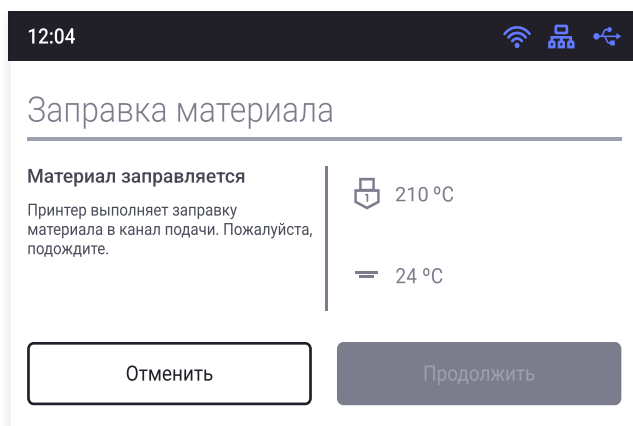 12:04
Заправка материала
Материал заправляется
Принтер выполняет заправку
материала в канал подачи. Пожалуйста,
подождите.
1
210 ºC
24 ºC
Отменить
Продолжить